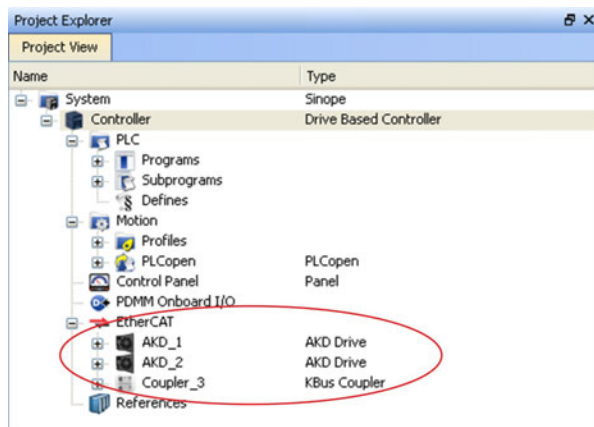 Project Explorer
Project View
Name Type
System Sinope
Controller Drive Based Controller
PLC
Programs
Subprograms
Defines
Motion
Profiles
PLCopen PLCopen
Control Panel Panel
PDMM Onboard I/O
EtherCAT
AKD_1 AKD Drive
AKD_2 AKD Drive
Coupler_3 KBus Coupler
References